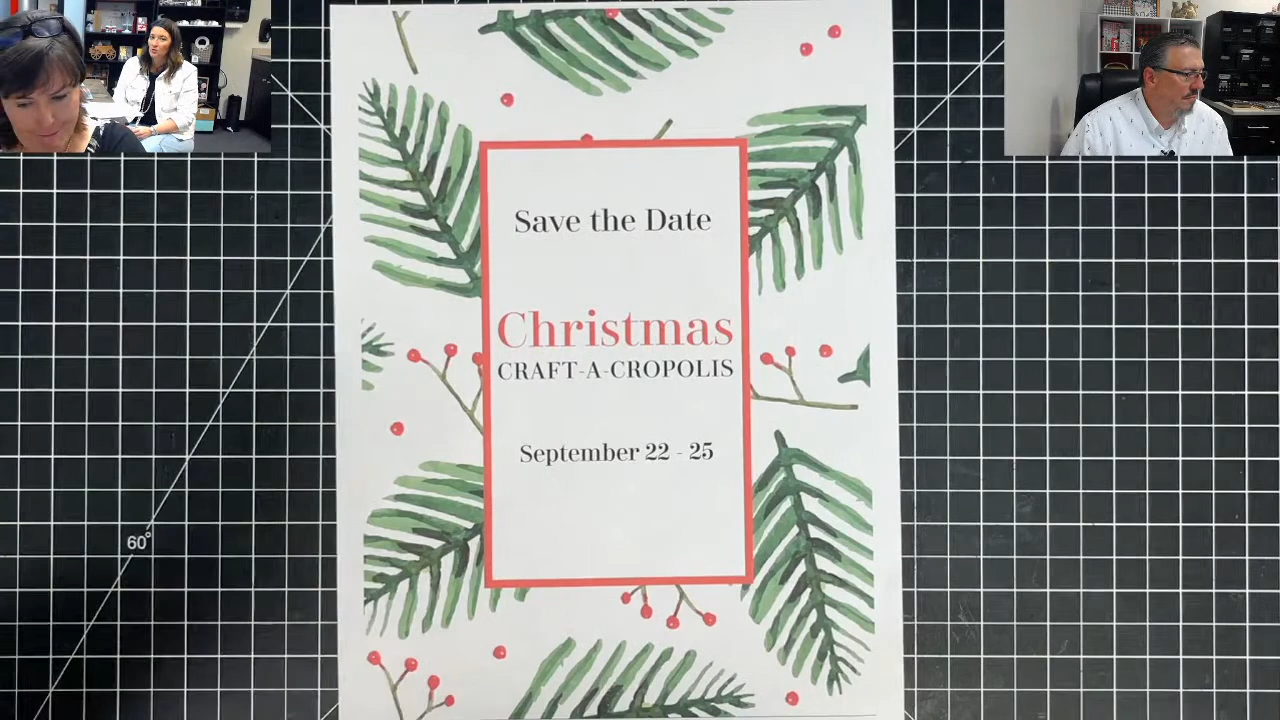 Save the Date
Christmas
CRAFT-A-CROPOLIS
September 22 - 25
60°